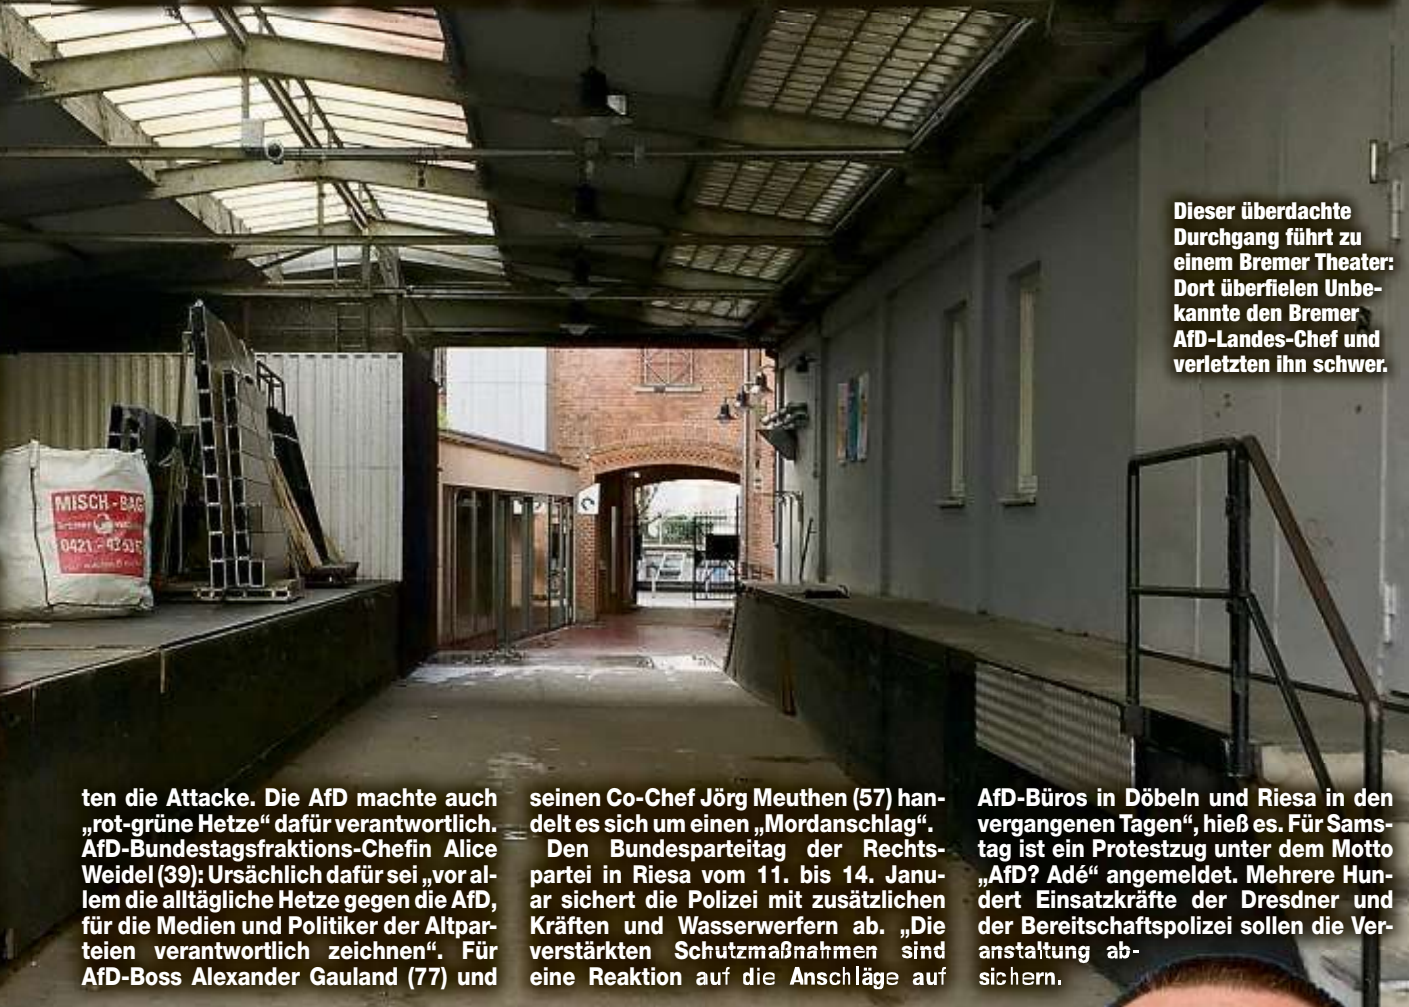 Dieser überdachte
Durchgang führt zu
einem Bremer Theater:
Dort überfielen Unbe-
kannte den Bremer
AfD-Landes-Chef und
verletzten ihn schwer.
MISCH-BAG
0421-
ten die Attacke. Die AfD machte auch
„rot-grüne Hetze“ dafür verantwortlich.
AfD-Bundestagsfraktions-Chefin Alice
Weidel (39): Ursächlich dafür sei „vor al-
lem die alltägliche Hetze gegen die AfD,
für die Medien und Politiker der Altpar-
teien verantwortlich zeichnen“. Für
AfD-Boss Alexander Gauland (77) und
seinen Co-Chef Jörg Meuthen (57) han-
delt es sich um einen „Mordanschlag“.
Den Bundesparteitag der Rechts-
partei in Riesa vom 11. bis 14. Janu-
ar sichert die Polizei mit zusätzlichen
Kräften und Wasserwerfern ab. „Die
verstärkten Schutzmaßnahmen sind
eine Reaktion auf die Anschläge auf
AfD-Büros in Döbeln und Riesa in den
vergangenen Tagen“, hieß es. Für Sams-
tag ist ein Protestzug unter dem Motto
„AfD? Adé“ angemeldet. Mehrere Hun-
dert Einsatzkräfte der Dresdner und
der Bereitschaftspolizei sollen die Ver-
anstaltung ab-
sichern.